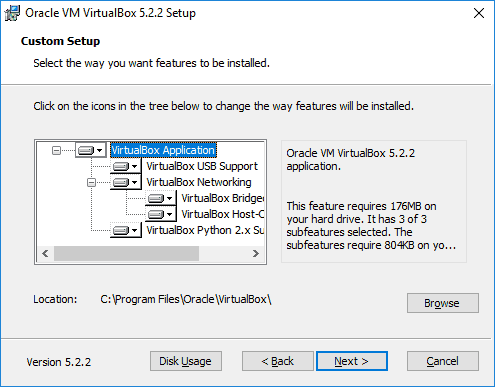 Oracle VM VirtualBox 5.2.2 Setup
Custom Setup
Select the way you want features to be installed.
Click on the icons in the tree below to change the way features will be installed.
VirtualBox Application
VirtualBox USB Support
VirtualBox Networking
VirtualBox Bridge
VirtualBox Host-
VirtualBox Python 2.x Su
Oracle VM VirtualBox 5.2.2
application.
This feature requires 176MB on
your hard drive. It has 3 of 3
subfeatures selected. The
subfeatures require 804KB on yo...
Location: C:\Program Files\Oracle\VirtualBox\
Browse
Version 5.2.2
Disk Usage
< Back
Next >
Cancel